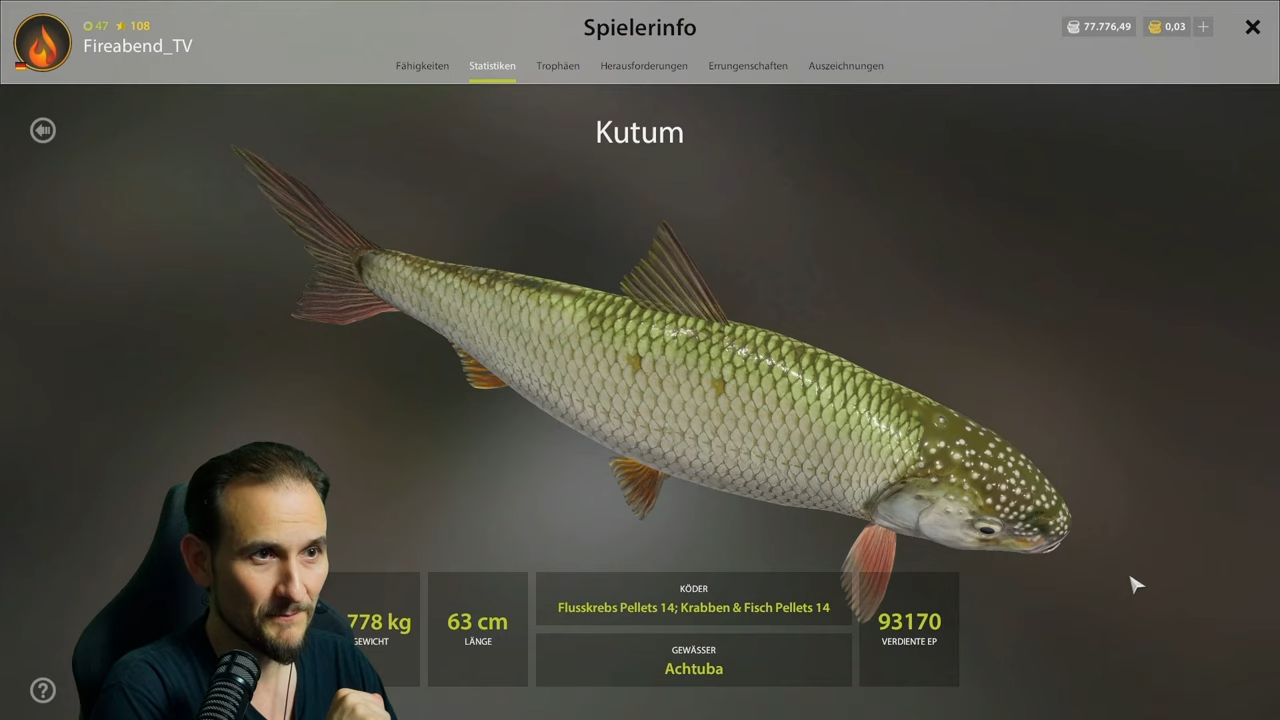 47 108
Fireabend_TV
Spielerinfo
77.776,49 0,03
Fähigkeiten Statistiken Trophäen Herausforderungen Errungenschaften Auszeichnungen
Kutum
778 kg
GEWICHT
63 cm
LÄNGE
KÖDER
Flusskrebs Pellets 14; Krabben & Fisch Pellets 14
GEWÄSSER
Achtuba
93170
VERDIENTE EP
?